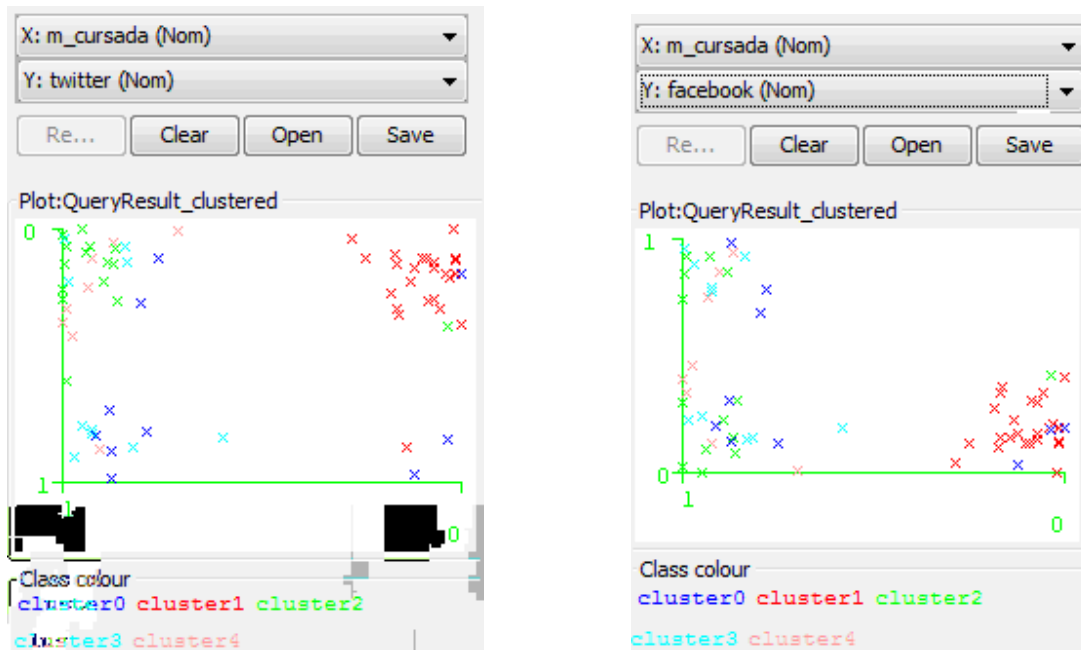 X: m_cursada (Nom)
Y: twitter (Nom)
Re... Clear Open Save
Plot:QueryResult_clustered
0
1
1
0
Class colour
cluster0 cluster1 cluster2
cluster3 cluster4
X: m_cursada (Nom)
Y: facebook (Nom)
Re... Clear Open Save
Plot:QueryResult_clustered
1
0
1
0
Class colour
cluster0 cluster1 cluster2
cluster3 cluster4